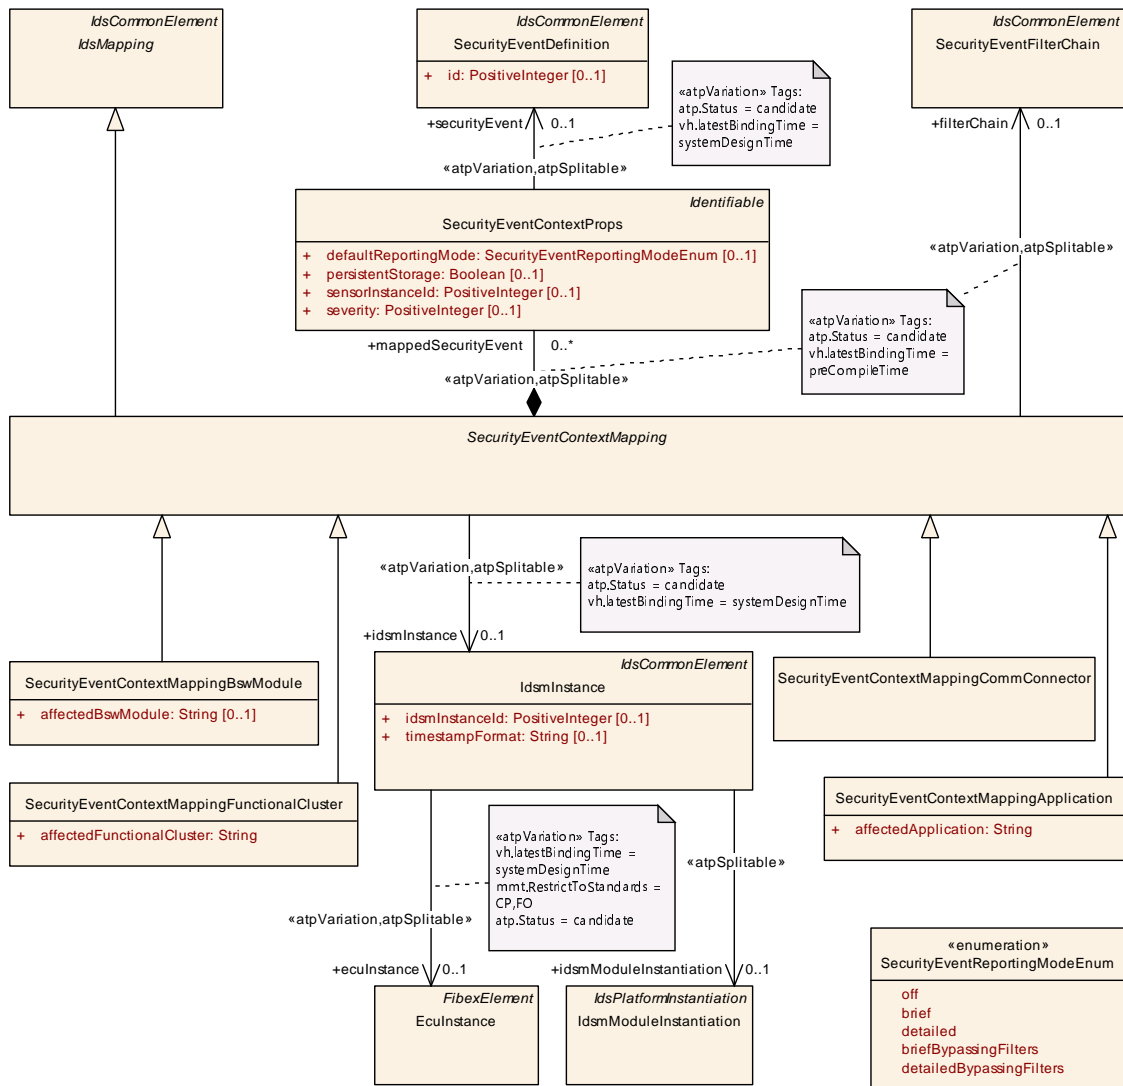 IdsCommonElement
IdsMapping
IdsCommonElement
SecurityEventDefinition
+ id: PositiveInteger [0..1]
IdsCommonElement
SecurityEventFilterChain
«atpVariation» Tags:
atp.Status = candidate
vh.latestBindingTime =
systemDesignTime
+securityEvent 0..1
+filterChain 0..1
«atpVariation,atpSplitable»
Identifiable
SecurityEventContextProps
+ defaultReportingMode: SecurityEventReportingModeEnum [0..1]
+ persistentStorage: Boolean [0..1]
+ sensorInstanceId: PositiveInteger [0..1]
+ severity: PositiveInteger [0..1]
«atpVariation,atpSplitable»
«atpVariation» Tags:
atp.Status = candidate
vh.latestBindingTime =
preCompileTime
+mappedSecurityEvent 0..*
«atpVariation,atpSplitable»
SecurityEventContextMapping
«atpVariation,atpSplitable»
«atpVariation» Tags:
atp.Status = candidate
vh.latestBindingTime = systemDesignTime
+idsmInstance 0..1
SecurityEventContextMappingBswModule
+ affectedBswModule: String [0..1]
IdsCommonElement
IdsmInstance
+ idsmInstanceId: PositiveInteger [0..1]
+ timestampFormat: String [0..1]
SecurityEventContextMappingCommConnector
SecurityEventContextMappingFunctionalCluster
+ affectedFunctionalCluster: String
SecurityEventContextMappingApplication
+ affectedApplication: String
«atpVariation» Tags:
vh.latestBindingTime =
systemDesignTime
mmt.RestrictToStandards =
CP,FO
atp.Status = candidate
«atpSplitable»
«atpVariation,atpSplitable»
+ecuInstance 0..1
+idsmModuleInstantiation 0..1
FibexElement
EcuInstance
IdsPlatformInstantiation
IdsmModuleInstantiation
«enumeration»
SecurityEventReportingModeEnum
off
brief
detailed
briefBypassingFilters
detailedBypassingFilters